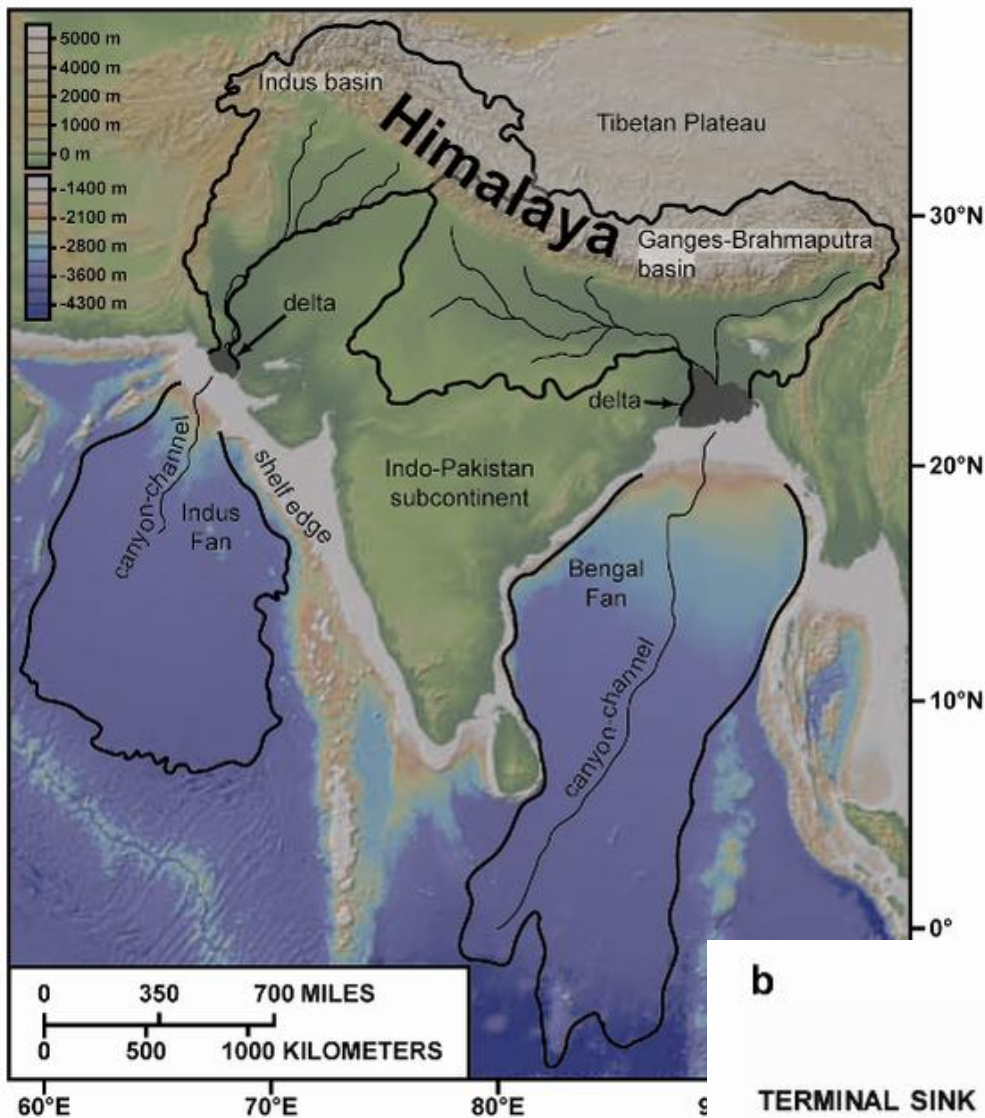 5000 m
4000 m
2000 m
1000 m
0 m
-1400 m
-2100 m
-2800 m
-3600 m
-4300 m
Indus basin
Himalaya
Tibetan Plateau
30°N
Ganges-Brahmaputra
basin
delta
delta
20°N
canyon-channel
Indus
Fan
shelf edge
Indo-Pakistan
subcontinent
Bengal
Fan
canyon-channel
10°N
0°
0 350 700 MILES
0 500 1000 KILOMETERS
60°E 70°E 80°E 9
b
TERMINAL SINK